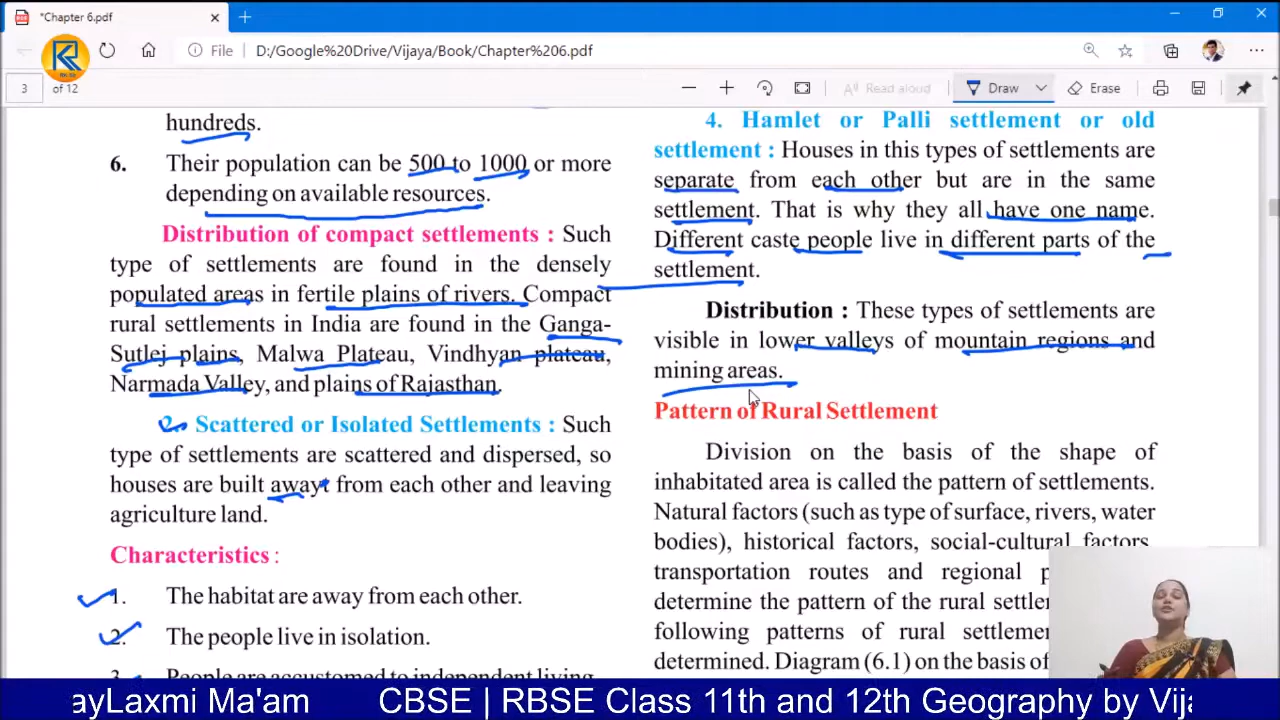 *Chapter 6.pdf
File
D:/Google%20Drive/Vijaya/Book/Chapter%206.pdf
3
of 12
Read aloud
Draw
Erase
hundreds.
6. Their population can be 500 to 1000 or more
depending on available resources.
Distribution of compact settlements : Such
type of settlements are found in the densely
populated areas in fertile plains of rivers. Compact
rural settlements in India are found in the Ganga-
Sutlej plains, Malwa Plateau, Vindhyan plateau,
Narmada Valley, and plains of Rajasthan.
2. Scattered or Isolated Settlements : Such
type of settlements are scattered and dispersed, so
houses are built away from each other and leaving
agriculture land.
Characteristics :
1. The habitat are away from each other.
2. The people live in isolation.
3. People are accustomed to independent living
4. Hamlet or Palli settlement or old
settlement : Houses in this types of settlements are
separate from each other but are in the same
settlement. That is why they all have one name.
Different caste people live in different parts of the
settlement.
Distribution : These types of settlements are
visible in lower valleys of mountain regions and
mining areas.
Pattern of Rural Settlement
Division on the basis of the shape of
inhabitated area is called the pattern of settlements.
Natural factors (such as type of surface, rivers, water
bodies), historical factors, social-cultural factors,
transportation routes and regional
determine the pattern of the rural
following patterns of rural
determined. Diagram (6.1) on the basis of
ayLaxmi Ma'am CBSE | RBSE Class 11th and 12th Geography by Vij